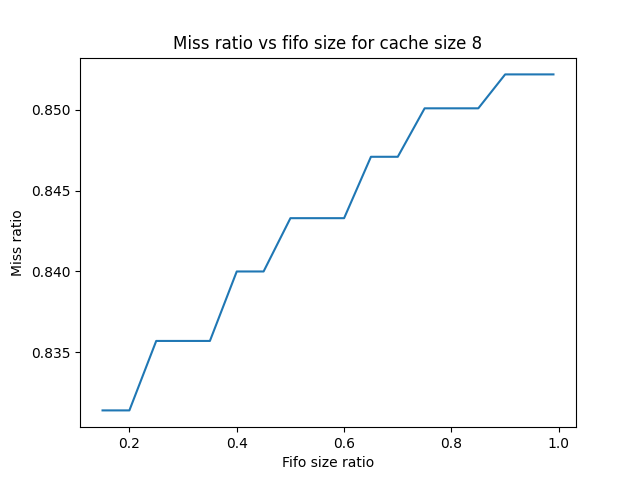 Miss ratio vs fifo size for cache size 8
0.850
0.845
0.840
0.835
Miss ratio
0.2 0.4 0.6 0.8 1.0
Fifo size ratio